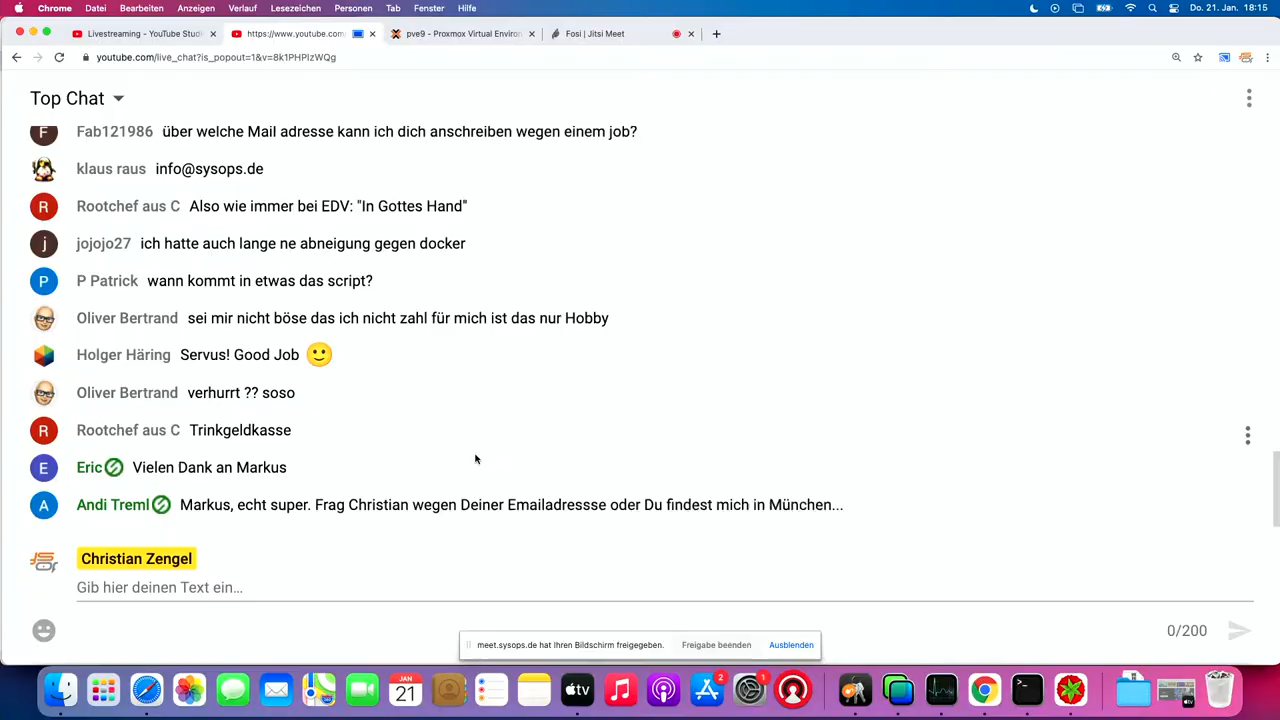 Chrome Datei Bearbeiten Anzeigen Verlauf Lesezeichen Personen Tab Fenster Hilfe Do. 21. Jan. 18:15
Livestreaming - YouTube Stud https://www.youtube.com pve9 - Proxmox Virtual Environ Fosi | Jitsi Meet
youtube.com/live_chat?is_popout=1&v=8k1PHPIzWQg
Top Chat
F Fab121986 über welche Mail adresse kann ich dich anschreiben wegen einem job?
klaus raus info@sysops.de
R Rootchef aus C Also wie immer bei EDV: "In Gottes Hand"
j jojojo27 ich hatte auch lange ne abneigung gegen docker
P P Patrick wann kommt in etwas das script?
Oliver Bertrand sei mir nicht böse das ich nicht zahl für mich ist das nur Hobby
Holger Häring Servus! Good Job
Oliver Bertrand verhurrt ?? soso
R Rootchef aus C Trinkgeldkasse
E Eric Vielen Dank an Markus
A Andi Treml Markus, echt super. Frag Christian wegen Deiner Emailadressse oder Du findest mich in München...
Christian Zengel
Gib hier deinen Text ein...
0/200
meet.sysops.de hat Ihren Bildschirm freigegeben. Freigabe beenden Ausblenden
JAN
21
tv
2
1